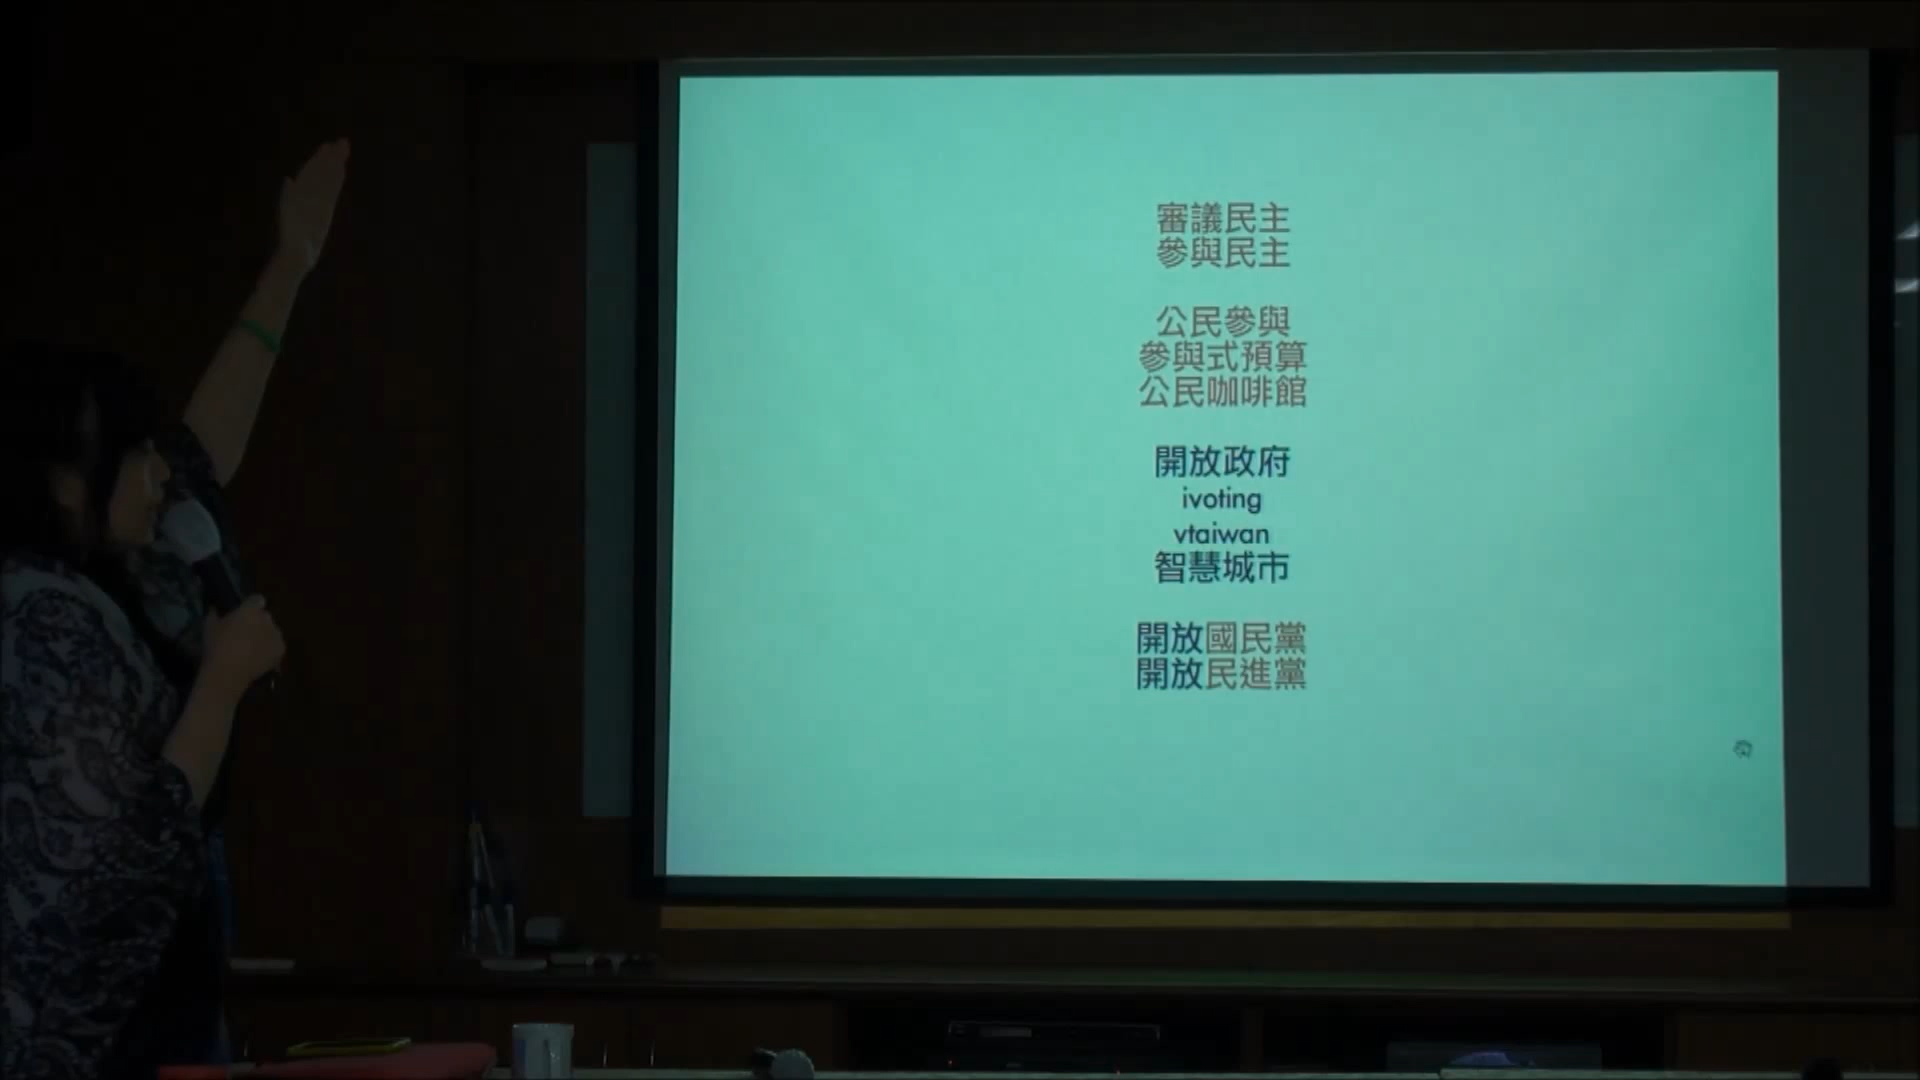 審議民主
參與民主
公民參與
參與式預算
公民咖啡館
開放政府
ivoting
vtaiwan
智慧城市
開放國民黨
開放民進黨